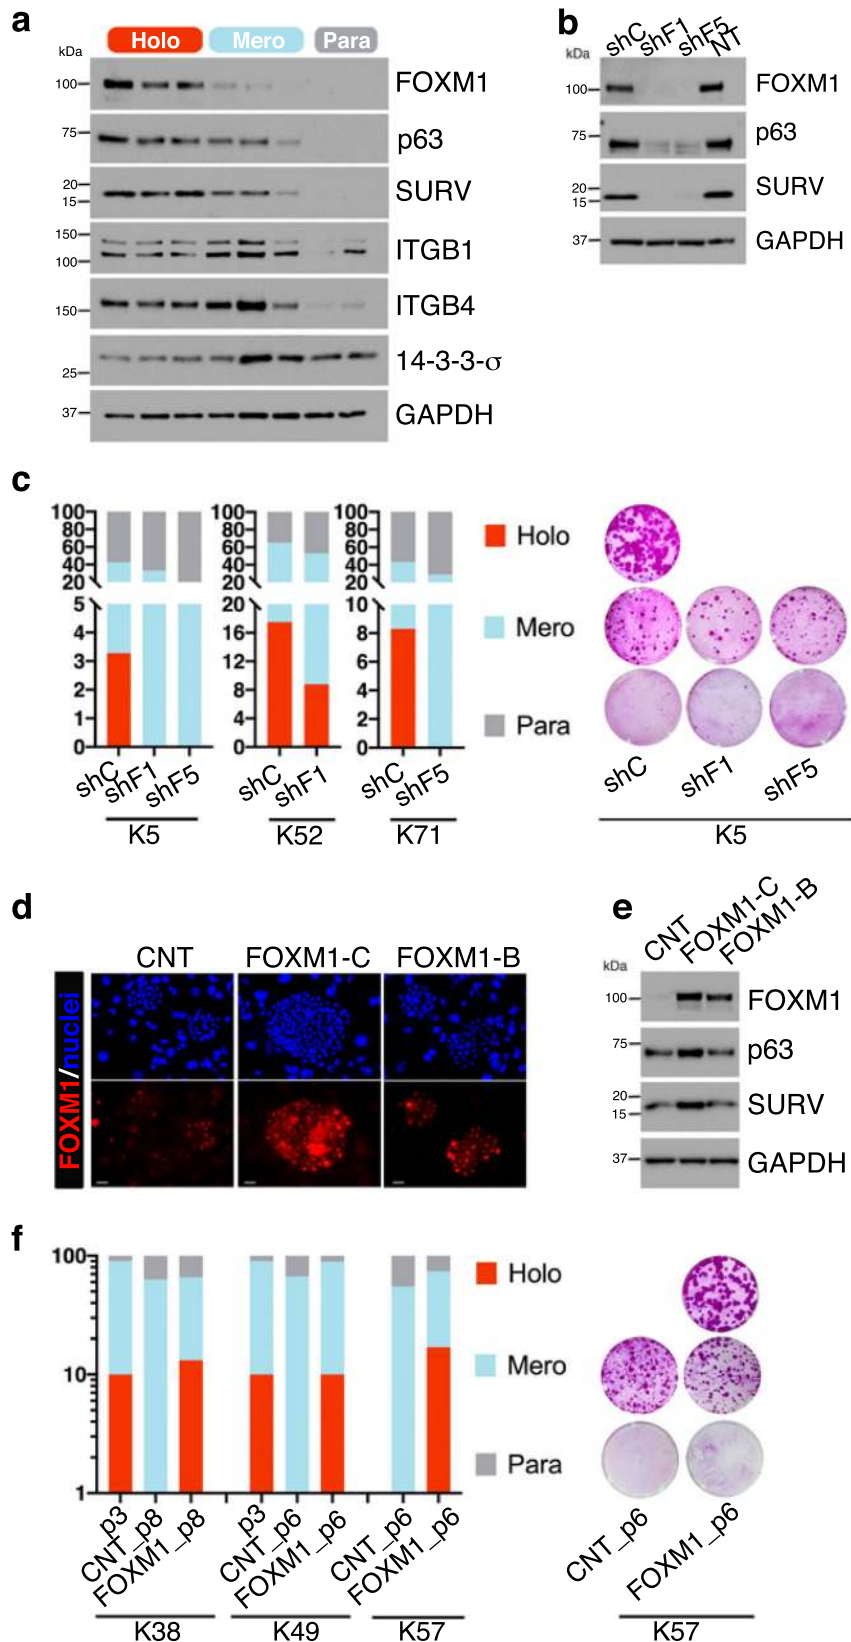 a
Holo Mero Para
kDa
100 FOXM1
75 p63
20
15 SURV
150
100 ITGB1
150 ITGB4
25 14-3-3-σ
37 GAPDH
b
shC shF1 shF5 NT
kDa
100 FOXM1
75 p63
20
15 SURV
37 GAPDH
c
100
80
60
40
20
5
4
3
2
1
0
shC shF1 shF5
K5
100
80
60
40
20
20
16
12
8
4
0
shC shF1
K52
100
80
60
40
20
10
8
6
4
2
0
shC shF5
K71
Holo
Mero
Para
shC shF1 shF5
K5
d
CNT FOXM1-C FOXM1-B
FOXM1/nuclei
e
CNT FOXM1-C FOXM1-B
kDa
100 FOXM1
75 p63
20
15 SURV
37 GAPDH
f
100
10
1
p3 CNT_p8 FOXM1_p8
K38
p3 CNT_p6 FOXM1_p6
K49
CNT_p6 FOXM1_p6
K57
Holo
Mero
Para
CNT_p6 FOXM1_p6
K57